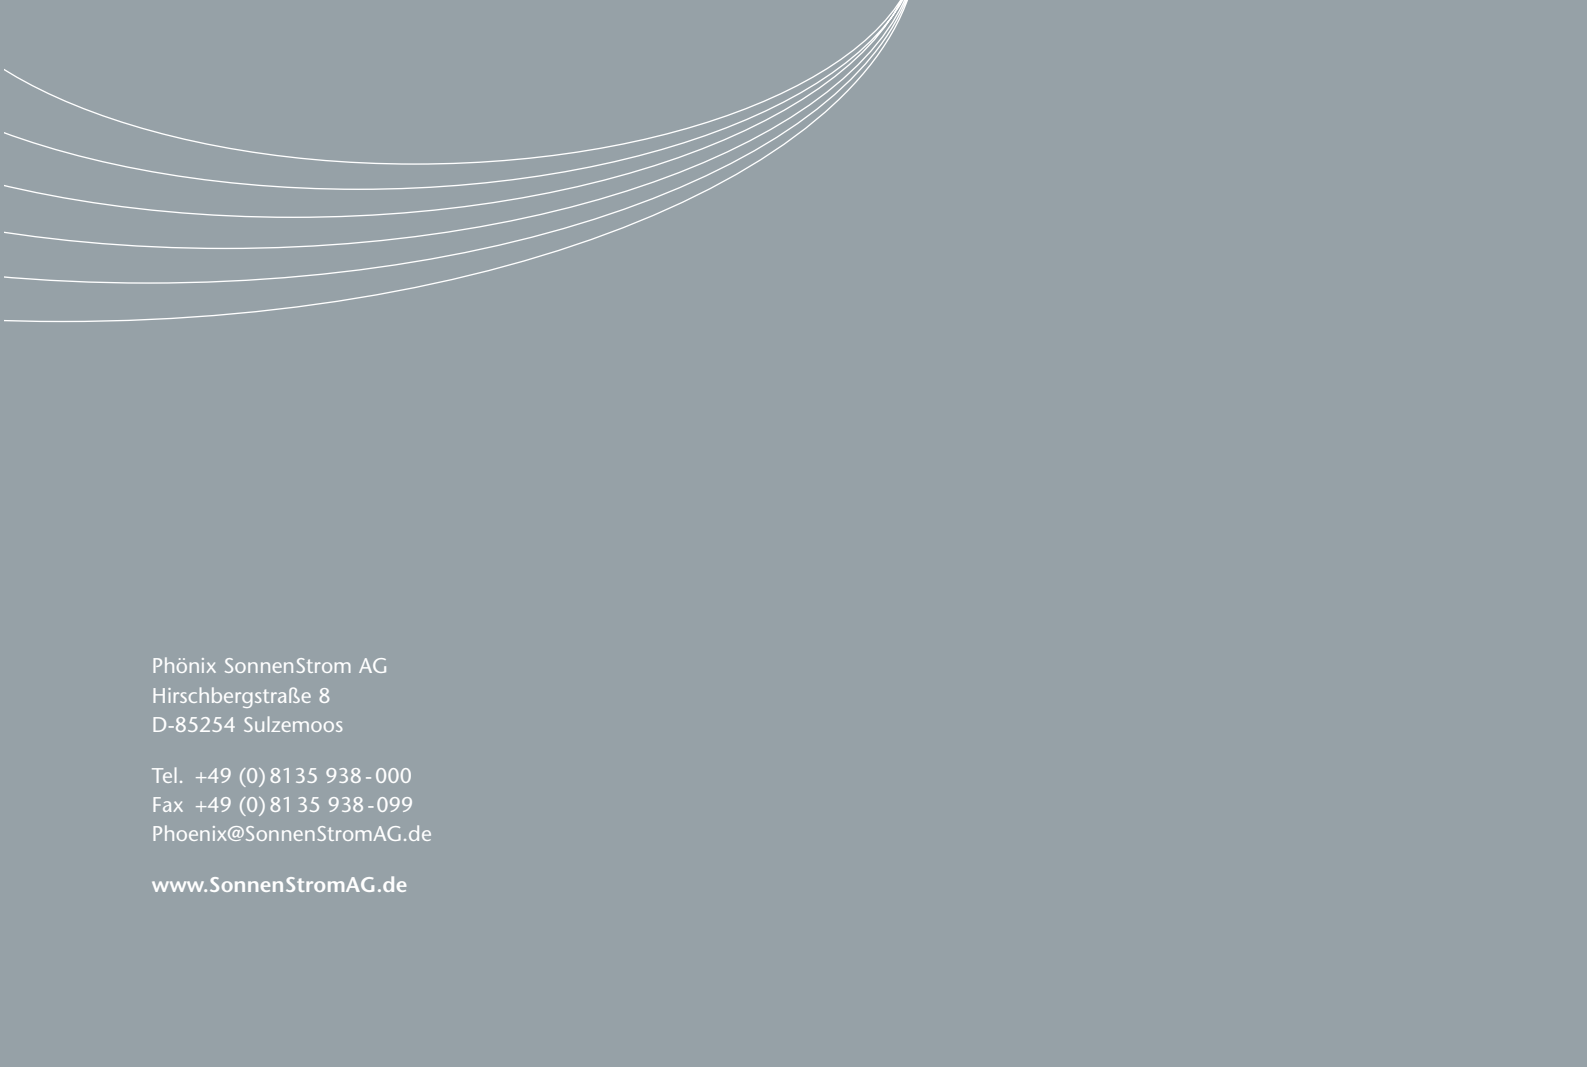 Phönix SonnenStrom AG
Hirschbergstraße 8
D-85254 Sulzemoos
Tel. +49 (0) 8135 938-000
Fax +49 (0) 81 35 938-099
Phoenix@SonnenStromAG.de
www.SonnenStromAG.de